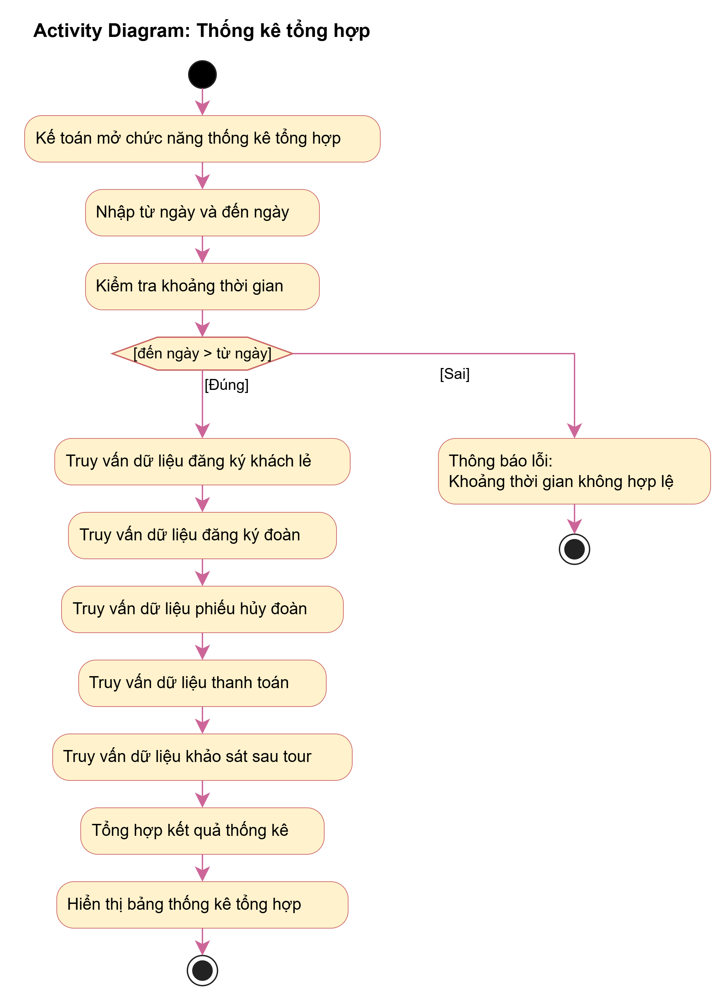 Activity Diagram: Thống kê tổng hợp
Kế toán mở chức năng thống kê tổng hợp
Nhập từ ngày và đến ngày
Kiểm tra khoảng thời gian
[đến ngày > từ ngày]
[Sai]
[Đúng]
Truy vấn dữ liệu đăng ký khách lẻ
Thông báo lỗi:
Khoảng thời gian không hợp lệ
Truy vấn dữ liệu đăng ký đoàn
Truy vấn dữ liệu phiếu hủy đoàn
Truy vấn dữ liệu thanh toán
Truy vấn dữ liệu khảo sát sau tour
Tổng hợp kết quả thống kê
Hiển thị bảng thống kê tổng hợp